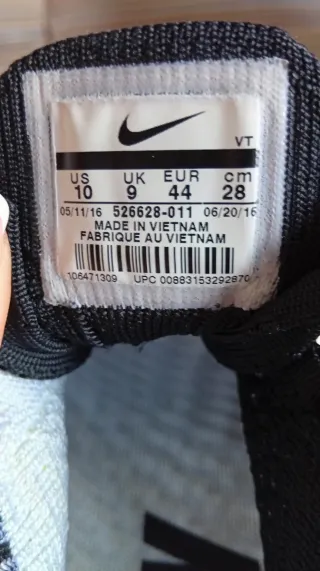 VT
US UK EUR cm
10 9 44 28
05/11/16 526628-011 06/20/16
MADE IN VIETNAM
FABRIQUE AU VIETNAM
106471309 UPC 00883153292870